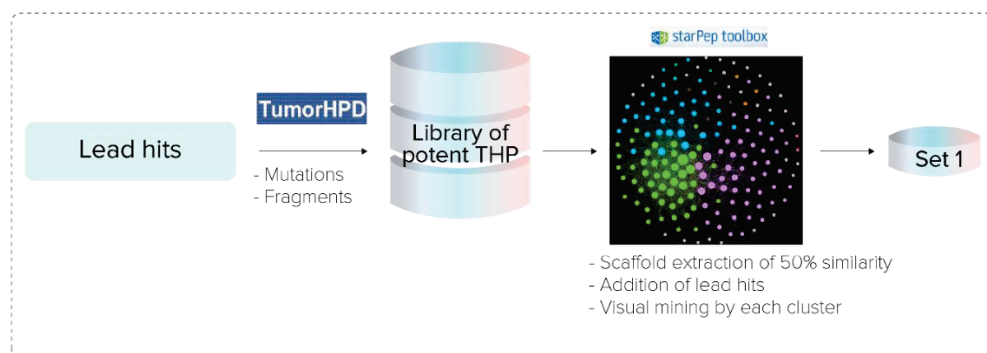 starPep toolbox
TumorHPD
Lead hits
Library of
potent THP
Set 1
- Mutations
- Fragments
- Scaffold extraction of 50% similarity
- Addition of lead hits
- Visual mining by each cluster